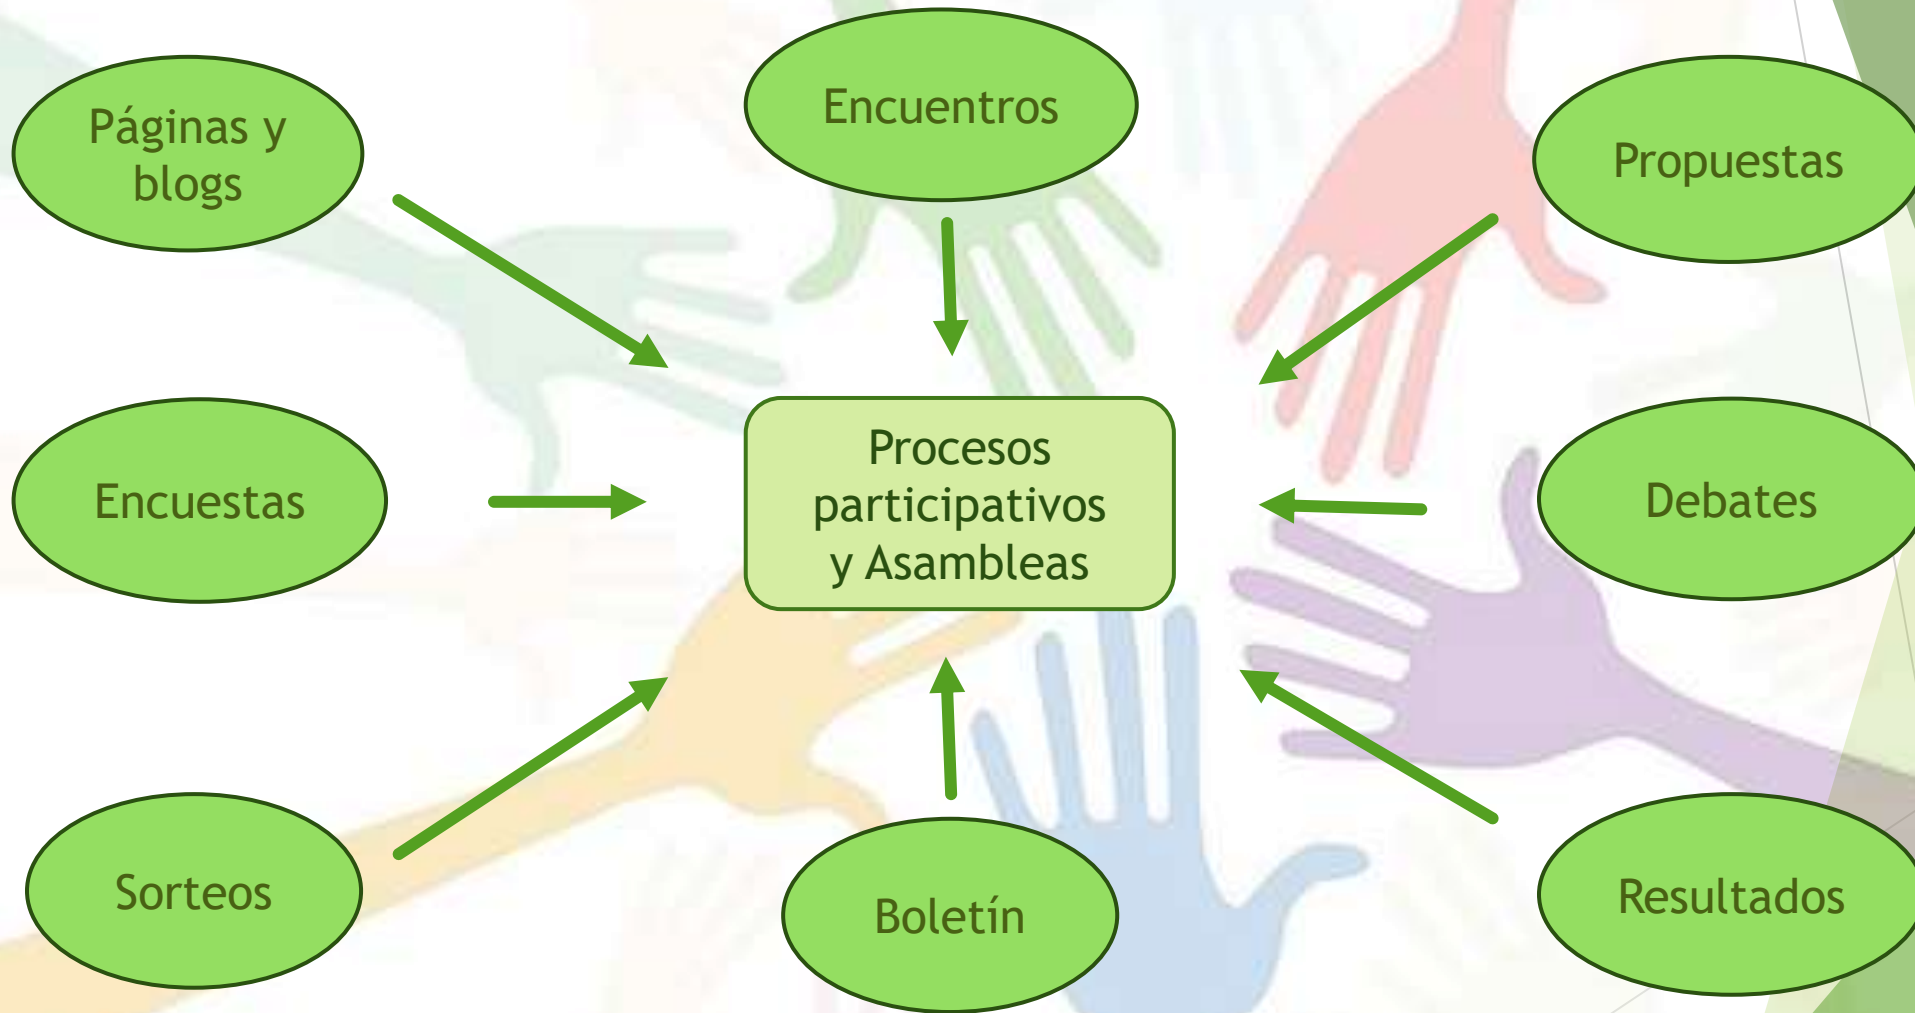 Páginas y
blogs
Encuentros
Propuestas
Encuestas
Procesos
participativos
y Asambleas
Debates
Sorteos
Boletín
Resultados